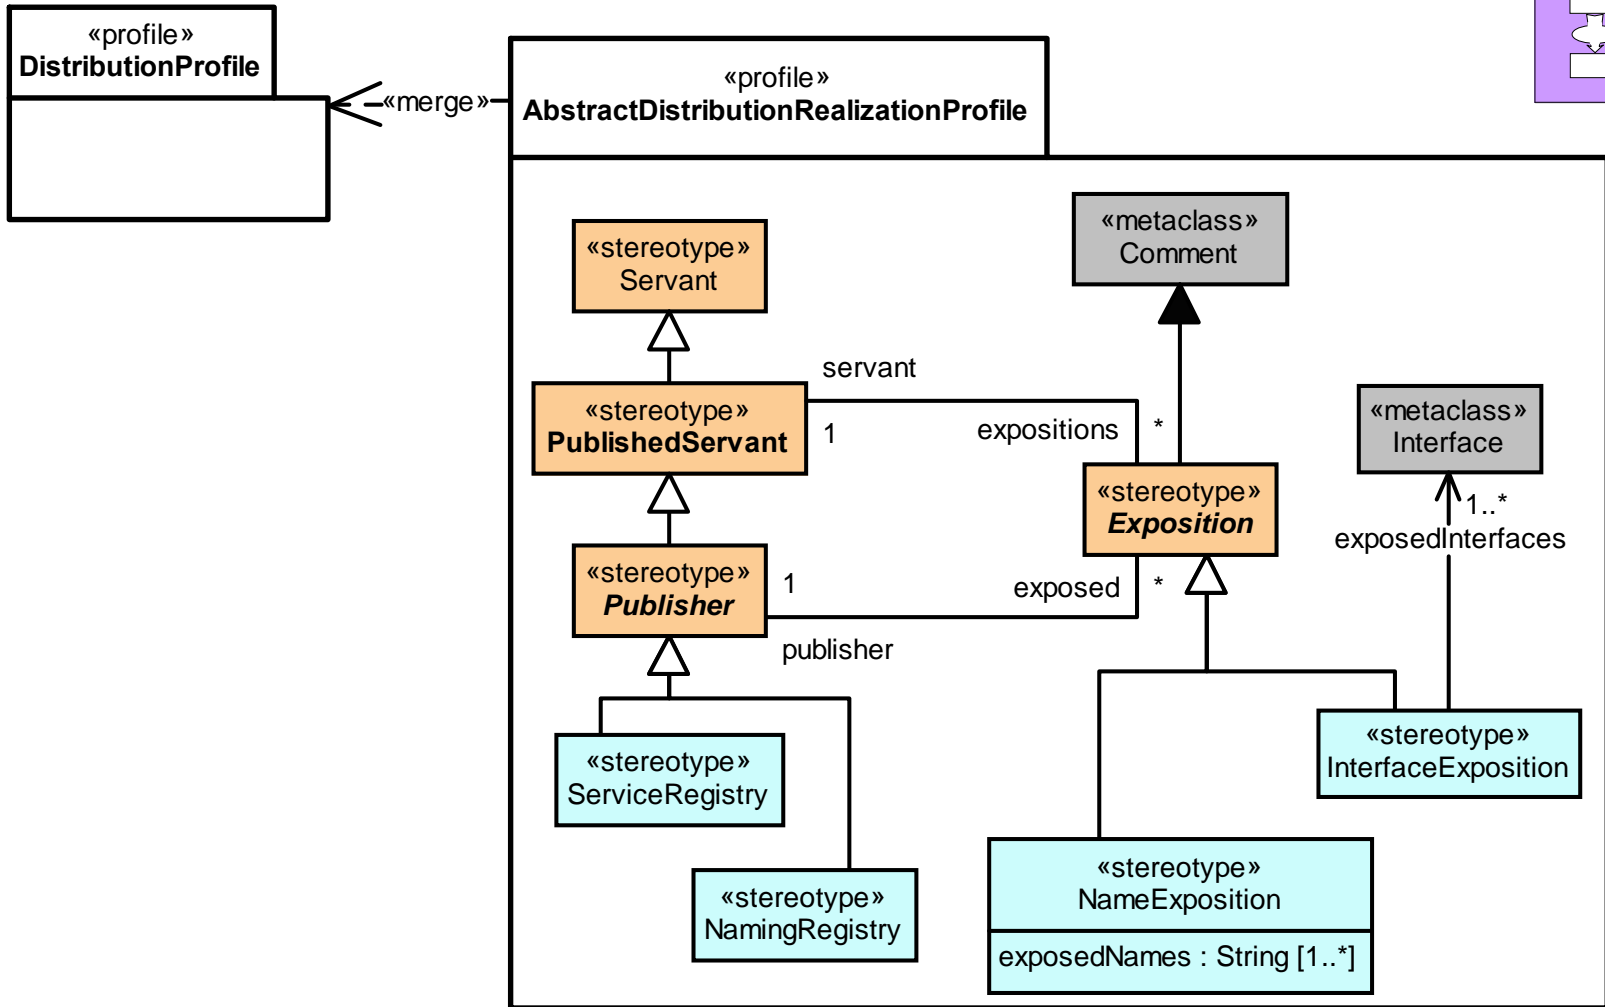 «profile»
DistributionProfile
«merge»
«profile»
AbstractDistributionRealizationProfile
«stereotype»
Servant
«metaclass»
Comment
servant
«stereotype»
PublishedServant
1
expositions
*
«metaclass»
Interface
«stereotype»
Exposition
1..*
exposedInterfaces
«stereotype»
Publisher
1
exposed
*
publisher
«stereotype»
ServiceRegistry
«stereotype»
InterfaceExposition
«stereotype»
NamingRegistry
«stereotype»
NameExposition
exposedNames : String [1..*]